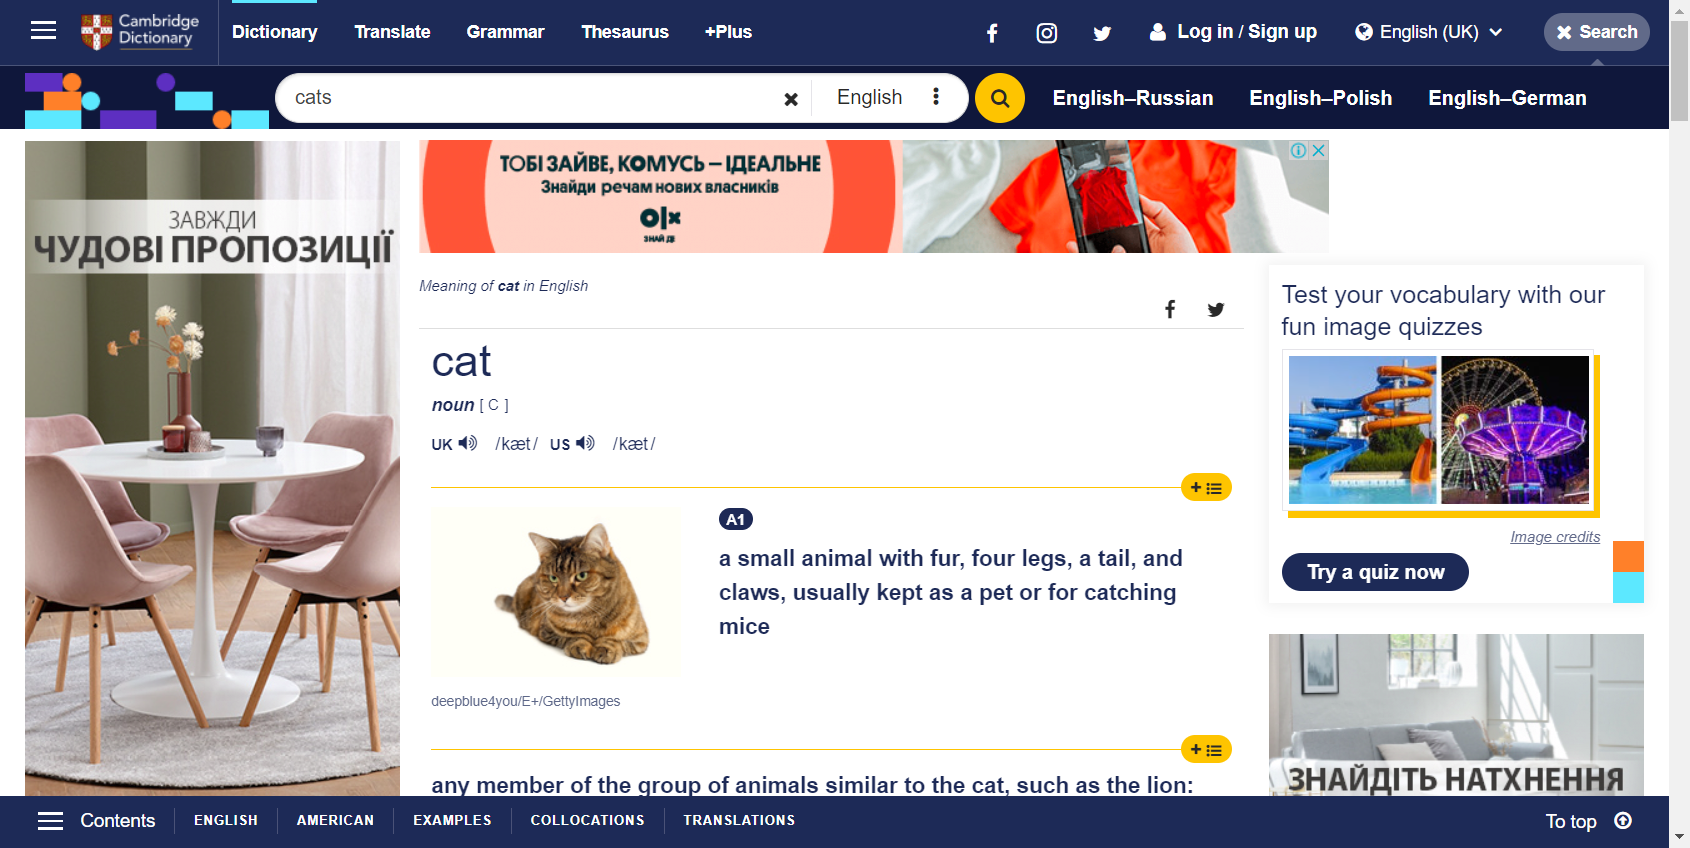 Cambridge
Dictionary
Dictionary
Translate
Grammar
Thesaurus
+Plus
Log in / Sign up
English (UK)
Search
cats
English
English–Russian
English–Polish
English–German
ЗАВЖДИ
ЧУДОВІ ПРОПОЗИЦІЇ
ТОБІ ЗАЙВЕ, КОМУСЬ – ІДЕАЛЬНЕ
Знайди речам нових власників
olx
ЗНАЙ ДЕ
Meaning of cat in English
cat
noun [ C ]
UK /kæt/ US /kæt/
A1
a small animal with fur, four legs, a tail, and
claws, usually kept as a pet or for catching
mice
deepblue4you/E+/GettyImages
any member of the group of animals similar to the cat, such as the lion:
Test your vocabulary with our
fun image quizzes
Image credits
Try a quiz now
ЗНАЙДІТЬ НАТХНЕННЯ
Contents
ENGLISH
AMERICAN
EXAMPLES
COLLOCATIONS
TRANSLATIONS
To top